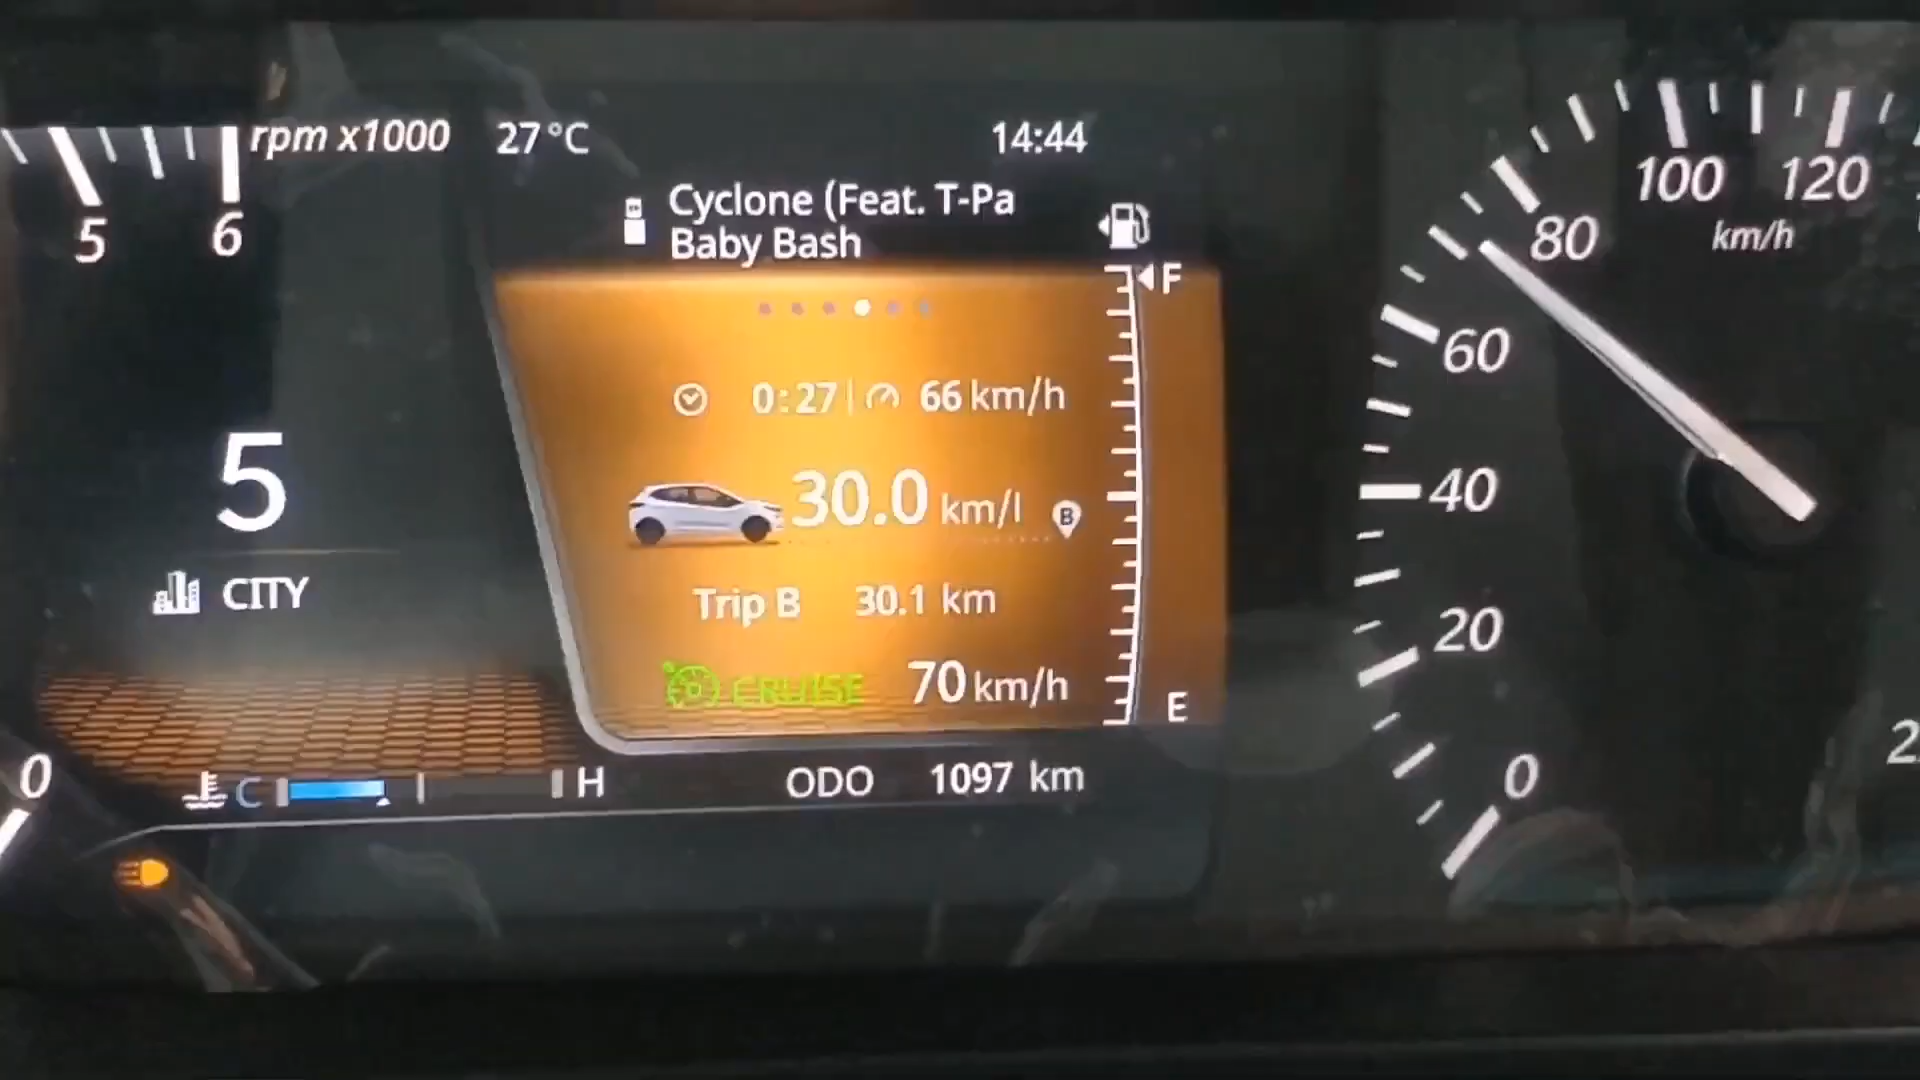 rpm x1000
27°C
14:44
5
6
Cyclone (Feat. T-Pa
Baby Bash
F
0:27 66 km/h
5
30.0 km/l B
CITY
Trip B 30.1 km
CRUISE 70 km/h
E
0
C H
ODO 1097 km
100
120
80
km/h
60
40
20
0